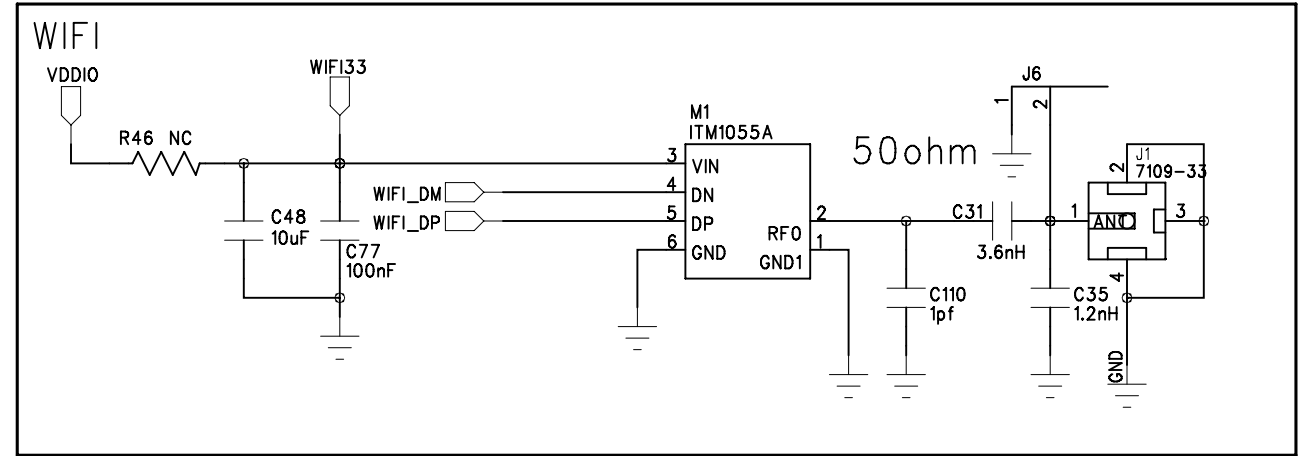 WIFI
VDDIO
WIFI33
R46 NC
C48
10uF
C77
100nF
WIFI_DM
WIFI_DP
M1
ITM1055A
3 VIN
4 DN
5 DP
6 GND
RFO 2
GND1 1
50ohm
C110
1pf
C31
3.6nH
J6
1
2
C35
1.2nH
J1
7109-33
1
ANT
2
3
4
GND